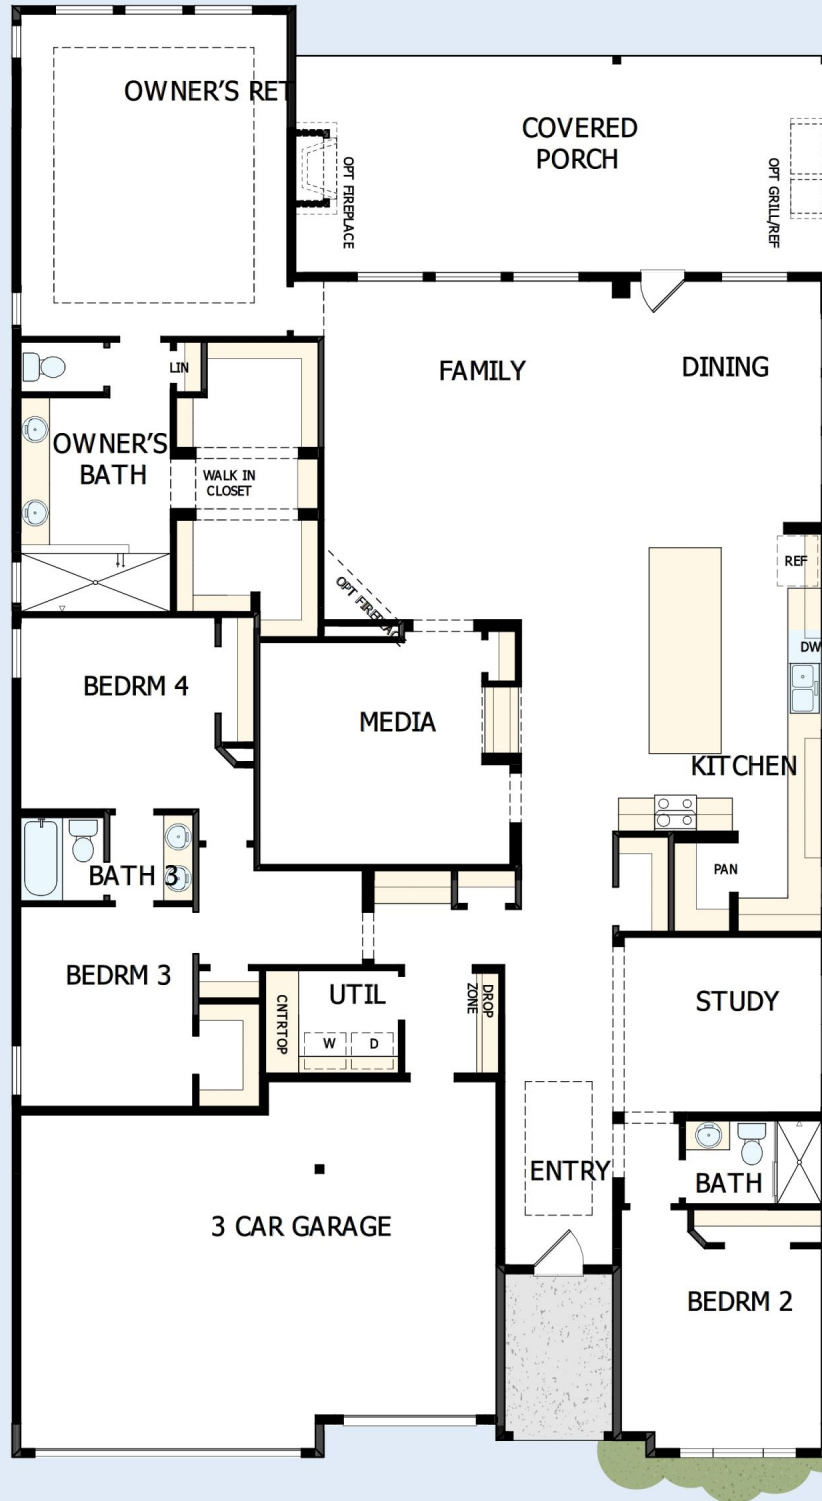 OWNER'S RET
COVERED
PORCH
OPT FIREPLACE
OPT GRILL/REF
FAMILY
DINING
LIN
OWNER'S
BATH
WALK IN
CLOSET
REF
OPT FIREPLACE
DW
BEDRM 4
MEDIA
KITCHEN
BATH 3
PAN
BEDRM 3
CNTRTOP
UTIL
W
D
DROP
ZONE
STUDY
ENTRY
BATH
3 CAR GARAGE
BEDRM 2